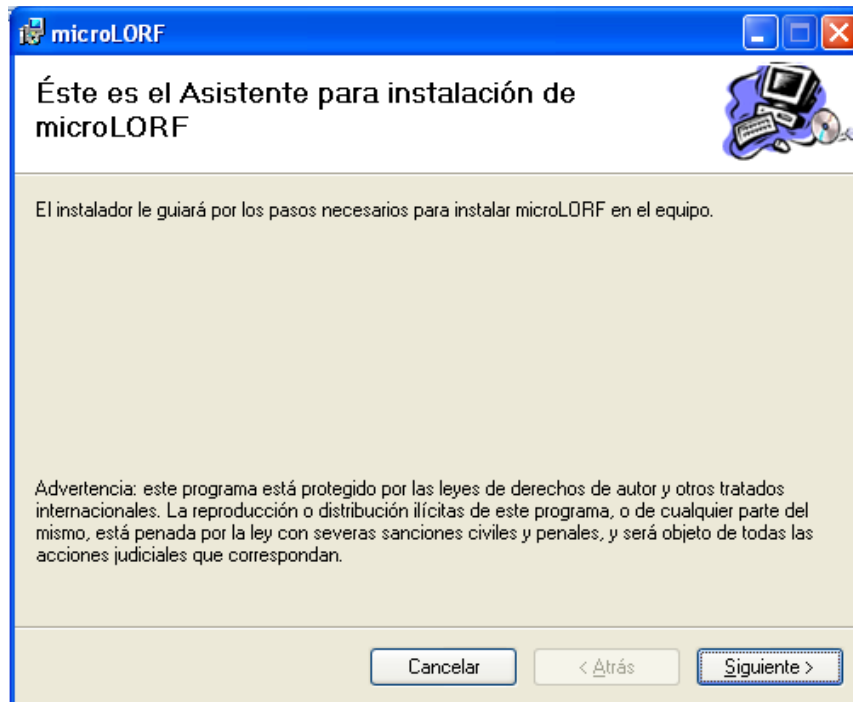 microLORF
Éste es el Asistente para instalación de
microLORF
El instalador le guiará por los pasos necesarios para instalar microLORF en el equipo.
Advertencia: este programa está protegido por las leyes de derechos de autor y otros tratados
internacionales. La reproducción o distribución ilícitas de este programa, o de cualquier parte del
mismo, está penada por la ley con severas sanciones civiles y penales, y será objeto de todas las
acciones judiciales que correspondan.
Cancelar < Atrás Siguiente >